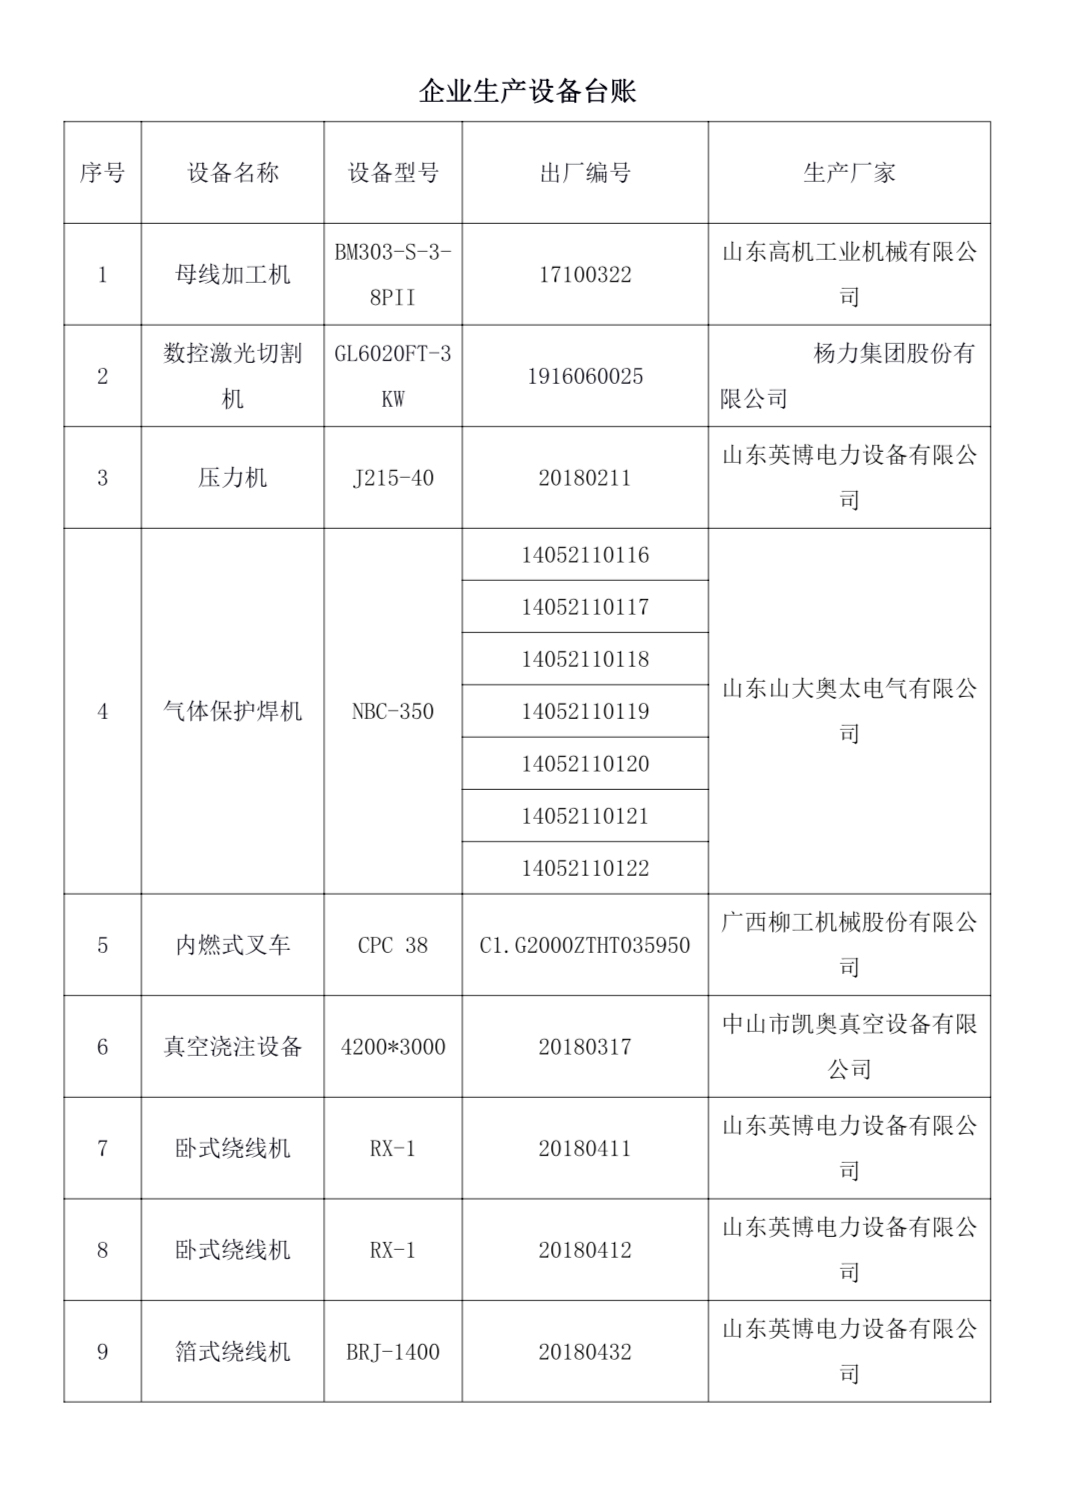 企业生产设备台账
序号 设备名称 设备型号 出厂编号 生产厂家
1 母线加工机 BM303-S-3-8PII 17100322 山东高机工业机械有限公司
2 数控激光切割机 GL6020FT-3KW 1916060025 杨力集团股份有限公司
3 压力机 J215-40 20180211 山东英博电力设备有限公司
4 气体保护焊机 NBC-350 14052110116 山东山大奥太电气有限公司
14052110117
14052110118
14052110119
14052110120
14052110121
14052110122
5 内燃式叉车 CPC 38 C1.G2000ZTHT035950 广西柳工机械股份有限公司
6 真空浇注设备 4200*3000 20180317 中山市凯奥真空设备有限公司
7 卧式绕线机 RX-1 20180411 山东英博电力设备有限公司
8 卧式绕线机 RX-1 20180412 山东英博电力设备有限公司
9 箔式绕线机 BRJ-1400 20180432 山东英博电力设备有限公司